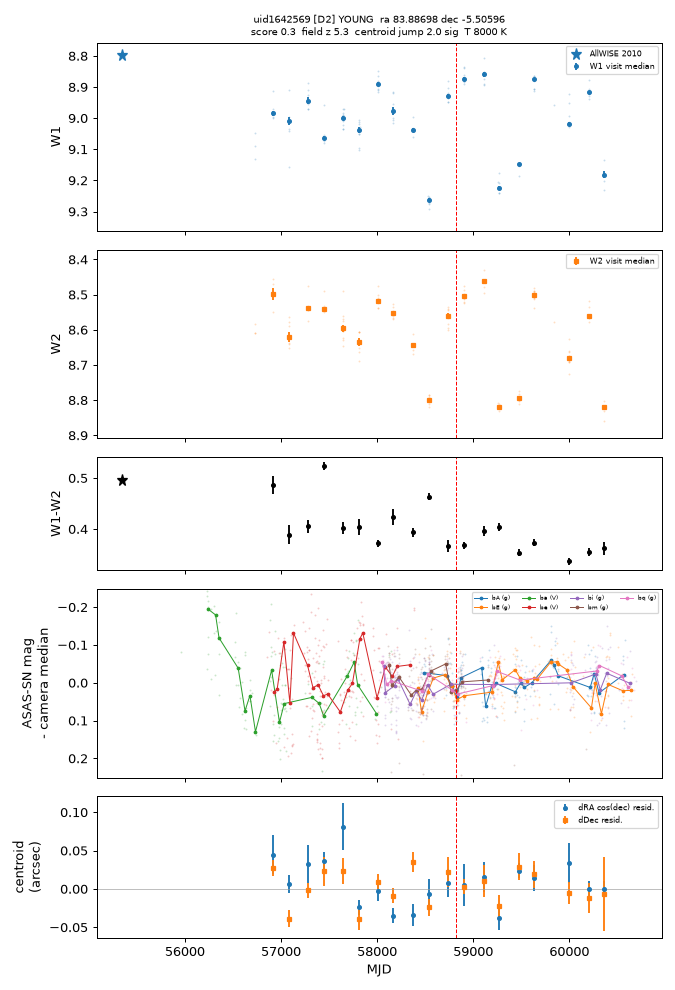 uid1642569 [D2] YOUNG ra 83.88698 dec -5.50596
score 0.3 field z 5.3 centroid jump 2.0 sig T 8000 K
W1
8.8
8.9
9.0
9.1
9.2
9.3
AllWISE 2010
W1 visit median
W2
8.4
8.5
8.6
8.7
8.8
8.9
W2 visit median
W1-W2
0.5
0.4
ASAS-SN mag
- camera median
−0.2
−0.1
0.0
0.1
0.2
bA (g)
bE (g)
ba (V)
be (V)
bi (g)
bm (g)
bq (g)
centroid
(arcsec)
0.10
0.05
0.00
−0.05
dRA cos(dec) resid.
dDec resid.
56000
57000
58000
59000
60000
MJD